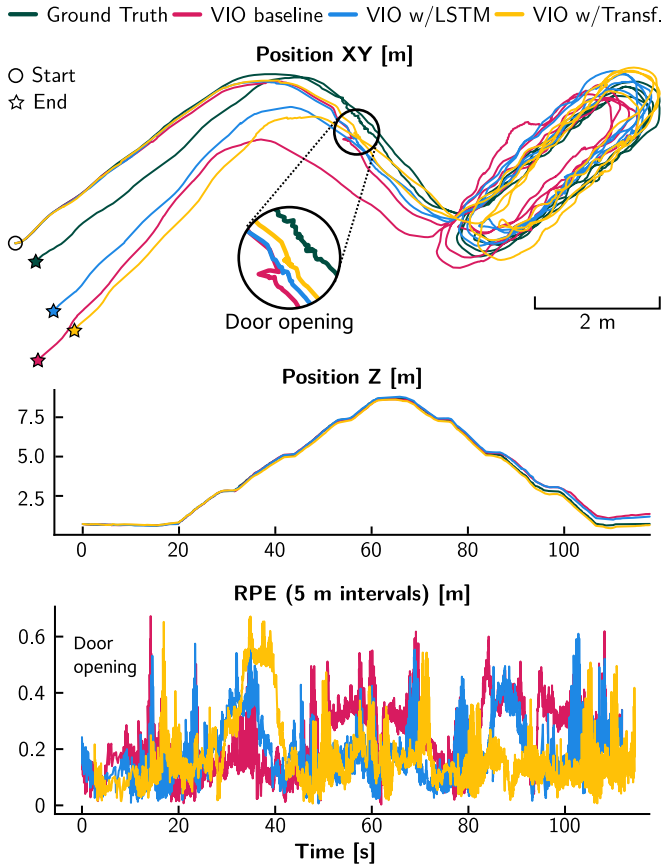 Ground Truth VIO baseline VIO w/LSTM VIO w/Transf.
Position XY [m]
Start
End
Door opening
2 m
Position Z [m]
7.5
5.0
2.5
0 20 40 60 80 100
RPE (5 m intervals) [m]
0.6
Door
opening
0.4
0.2
0
0 20 40 60 80 100
Time [s]